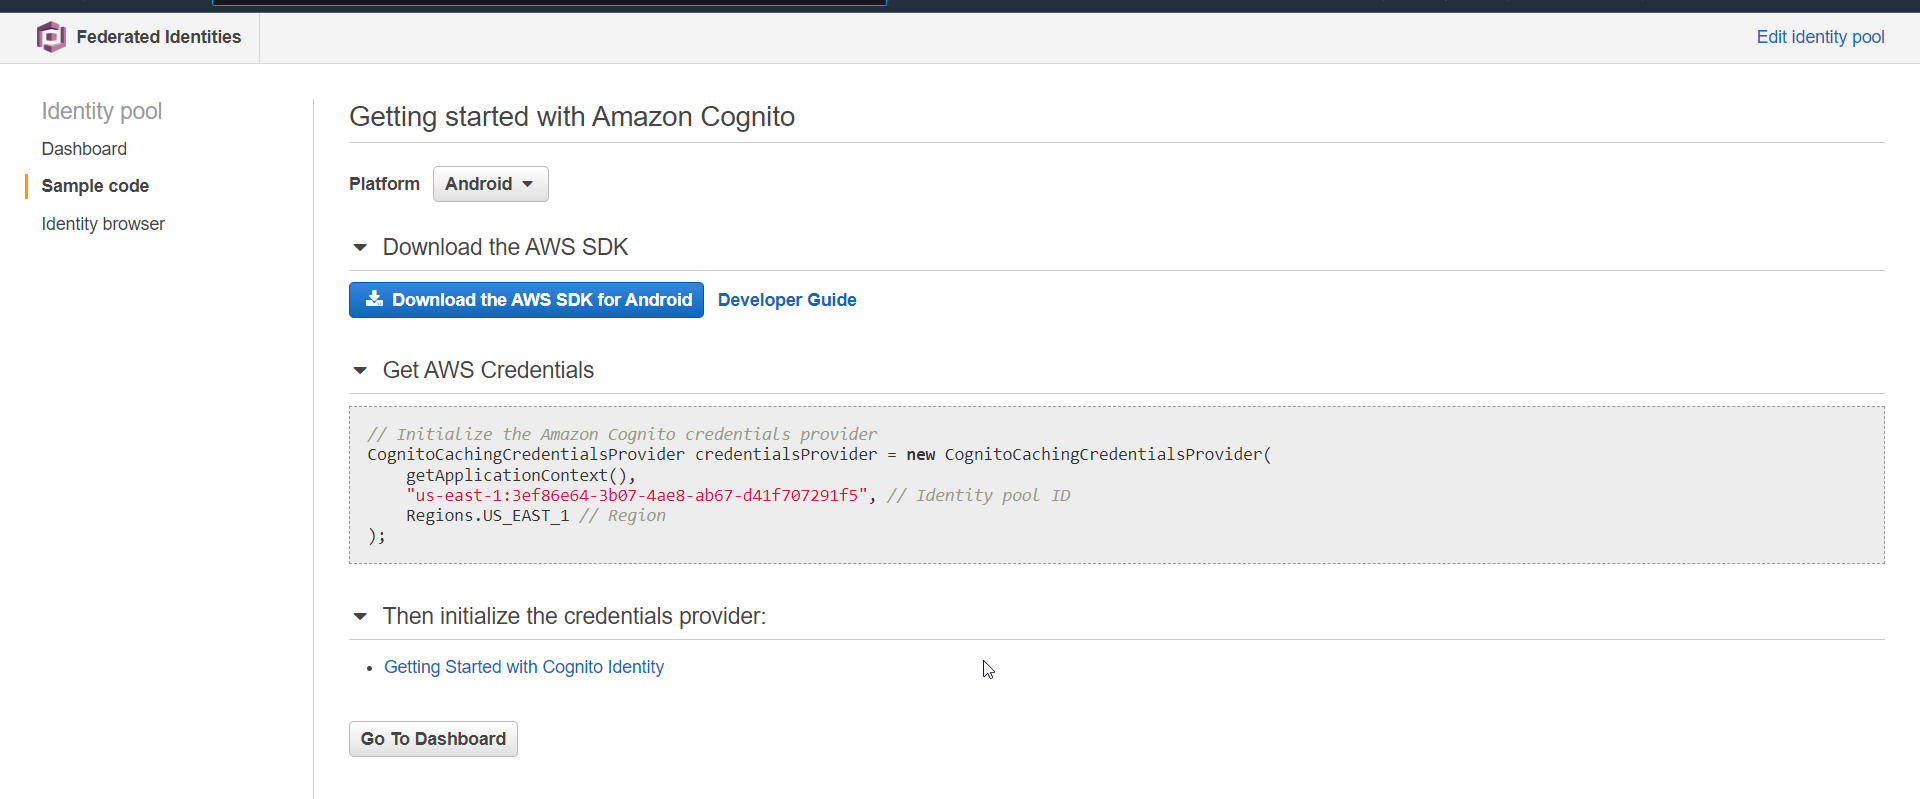 Federated Identities
Edit identity pool
Identity pool
Dashboard
Sample code
Identity browser
Getting started with Amazon Cognito
Platform Android
Download the AWS SDK
Download the AWS SDK for Android Developer Guide
Get AWS Credentials
// Initialize the Amazon Cognito credentials provider
CognitoCachingCredentialsProvider credentialsProvider = new CognitoCachingCredentialsProvider(
    getApplicationContext(),
    "us-east-1:3ef86e64-3b07-4ae8-ab67-d41f707291f5", // Identity pool ID
    Regions.US_EAST_1 // Region
);
Then initialize the credentials provider:
• Getting Started with Cognito Identity
Go To Dashboard